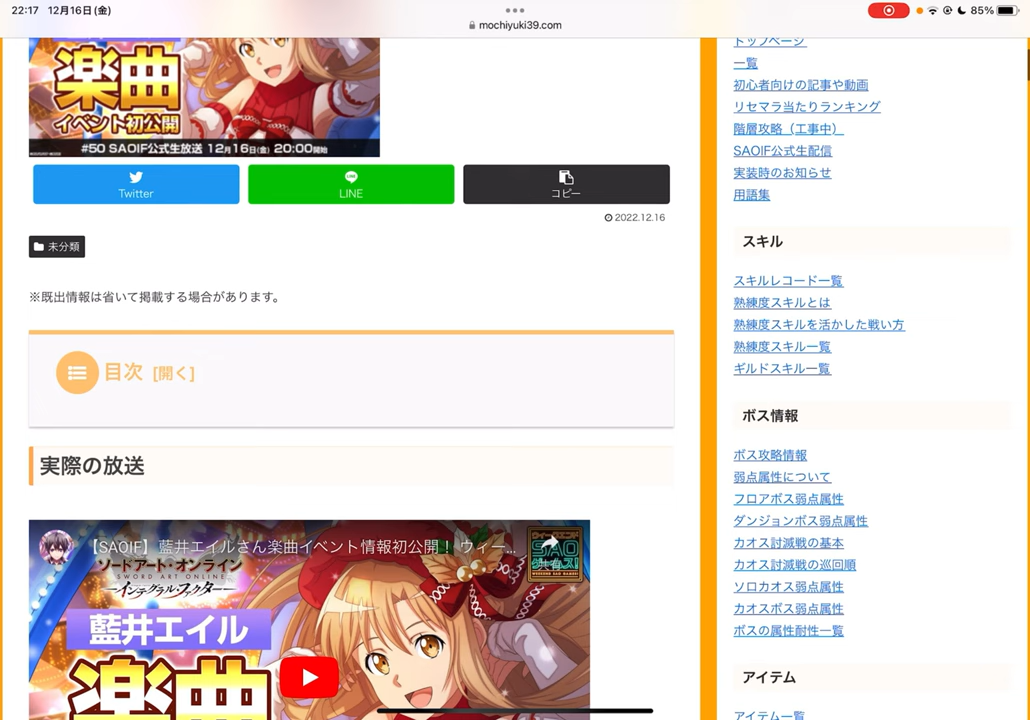 22:17 12月16日(金)
85%
mochiyuki39.com
楽曲
イベント初公開
#50 SAOIF公式生放送 12月16日(金) 20:00開始
Twitter
LINE
コピー
2022.12.16
未分類
※既出情報は省いて掲載する場合があります。
目次 [開く]
実際の放送
【SAOIF】藍井エイルさん楽曲イベント情報初公開！ ウィー...
ソードアート・オンライン
SWORD ART ONLINE
インテグラル・ファクター
藍井エイル
楽曲
トップページ
一覧
初心者向けの記事や動画
リセマラ当たりランキング
階層攻略（工事中）
SAOIF公式生配信
実装時のお知らせ
用語集
スキル
スキルレコード一覧
熟練度スキルとは
熟練度スキルを活かした戦い方
熟練度スキル一覧
ギルドスキル一覧
ボス情報
ボス攻略情報
弱点属性について
フロアボス弱点属性
ダンジョンボス弱点属性
カオス討滅戦の基本
カオス討滅戦の巡回順
ソロカオス弱点属性
カオスボス弱点属性
ボスの属性耐性一覧
アイテム
アイテム一覧